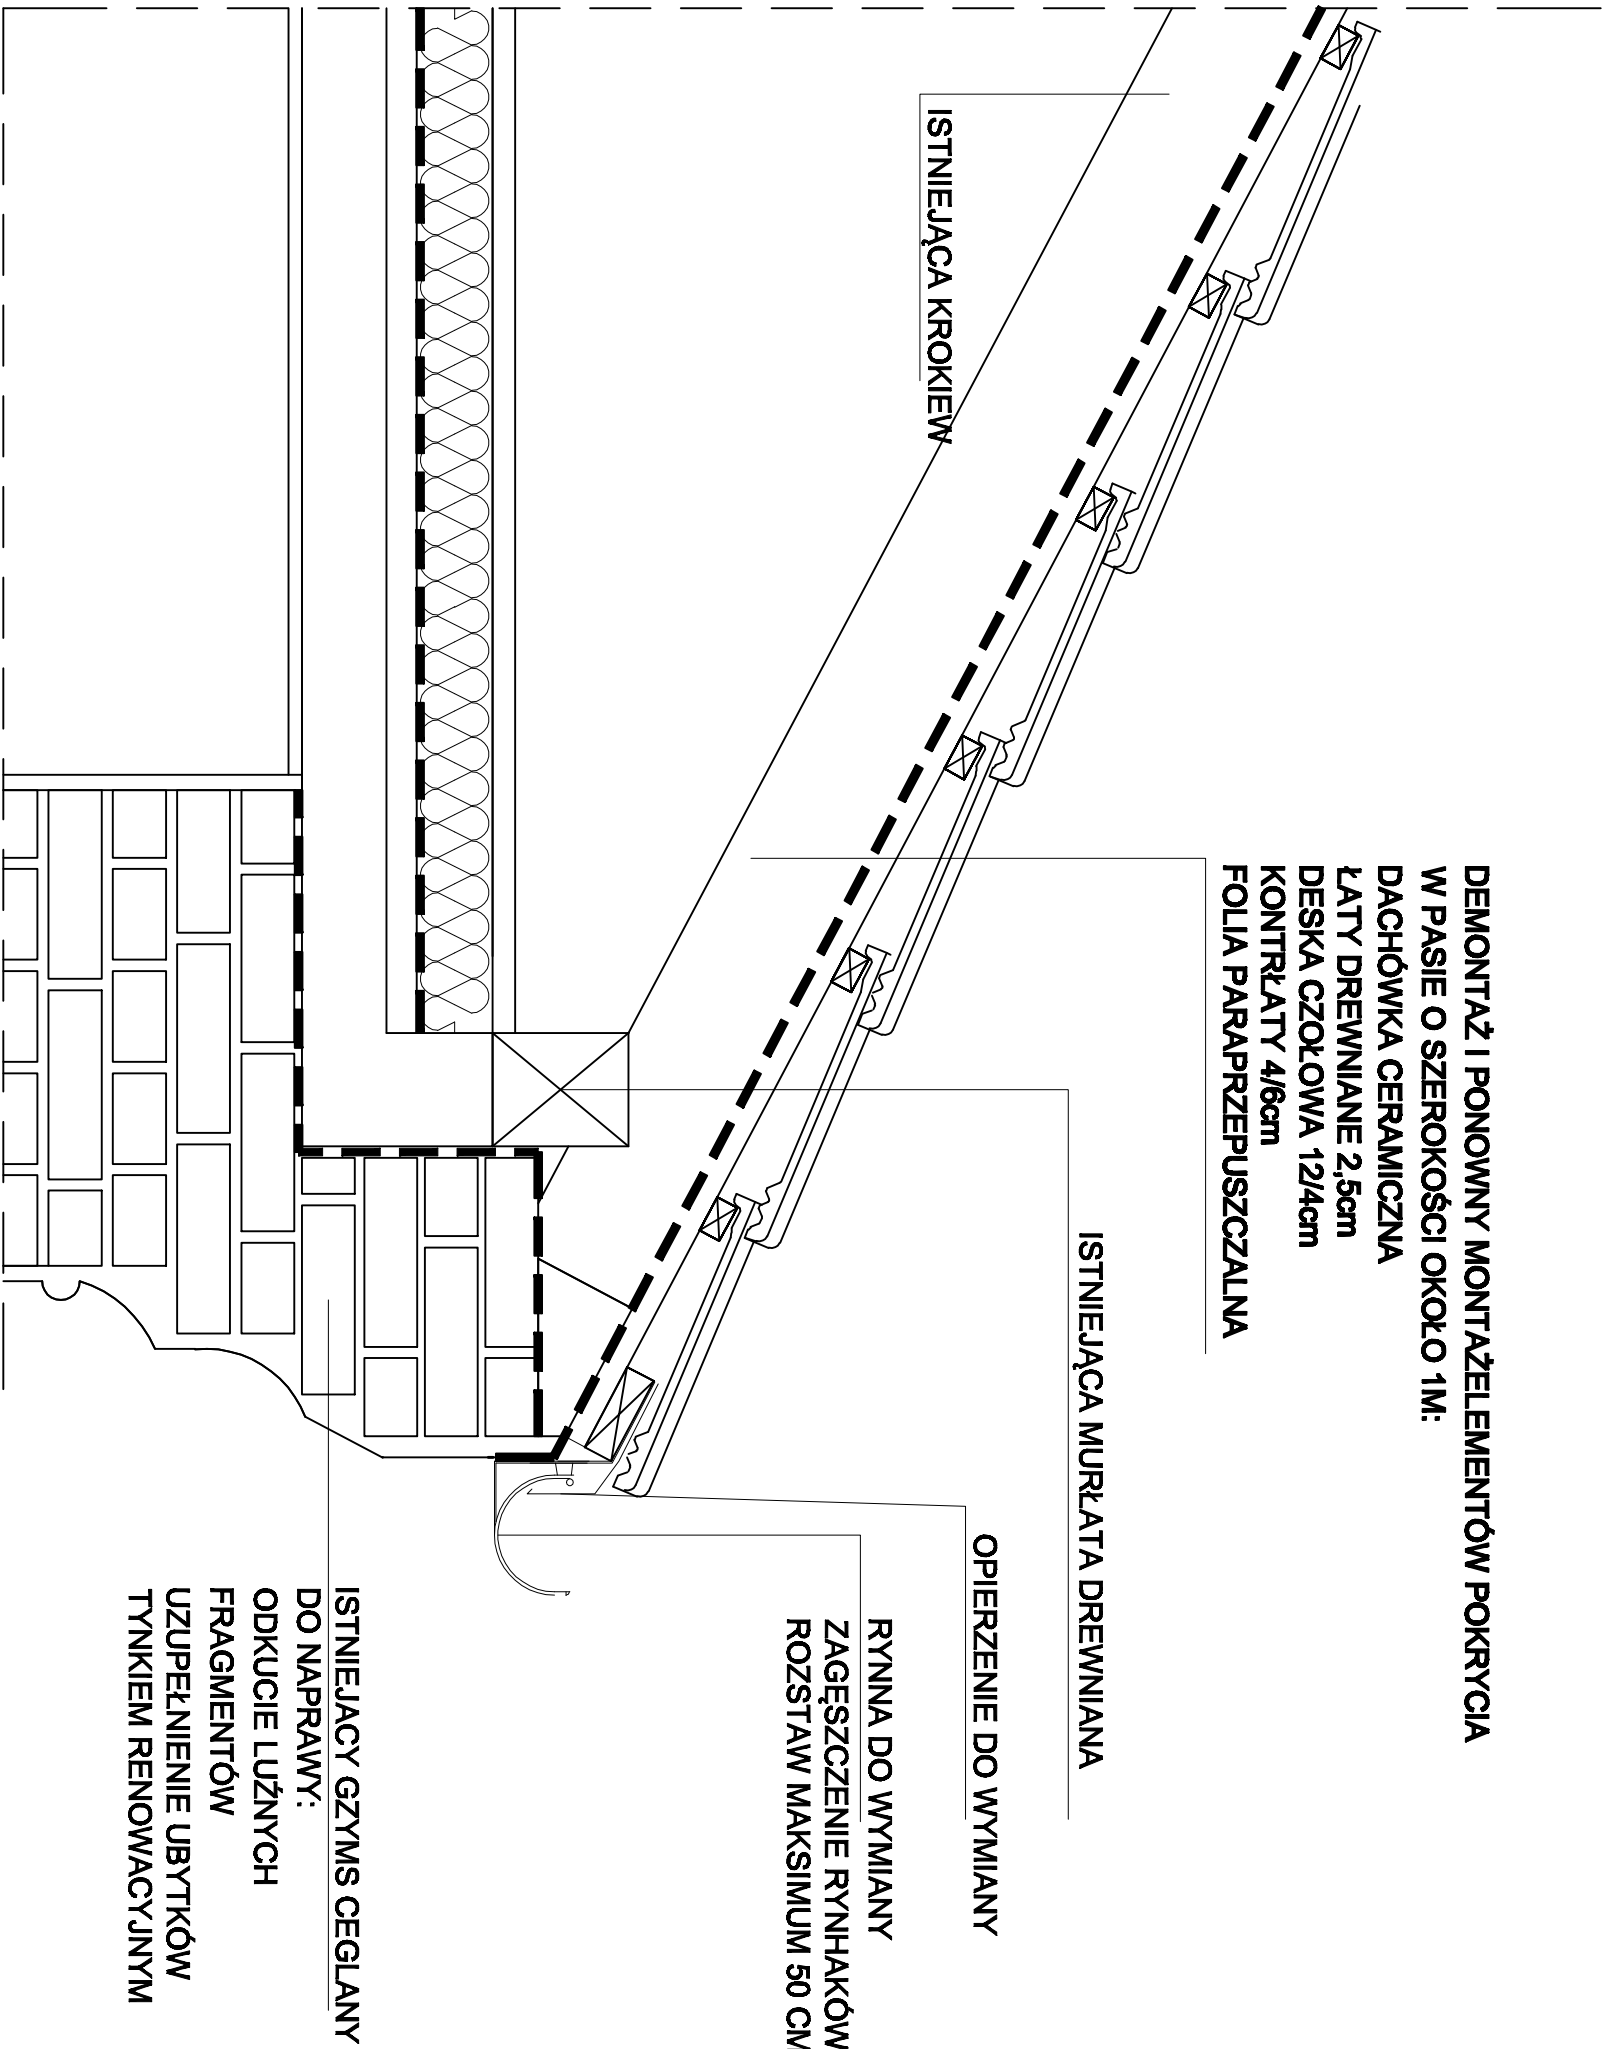 DEMONTAŻ I PONOWNY MONTAŻELEMENTÓW POKRYCIA
W PASIE O SZEROKOŚCI OKOŁO 1M:
DACHÓWKA CERAMICZNA
ŁATY DREWNIANE 2,5cm
DESKA CZOŁOWA 12/4cm
KONTRŁATY 4/6cm
FOLIA PARAPRZEPUSZCZALNA
ISTNIEJĄCA KROKIEW
ISTNIEJĄCA MURŁATA DREWNIANA
OPIERZENIE DO WYMIANY
RYNNA DO WYMIANY
ZAGĘSZCZENIE RYNHAKÓW
ROZSTAW MAKSIMUM 50 CM
ISTNIEJACY GZYMS CEGLANY
DO NAPRAWY:
ODKUCIE LUŹNYCH
FRAGMENTÓW
UZUPEŁNIENIE UBYTKÓW
TYNKIEM RENOWACYJNYM